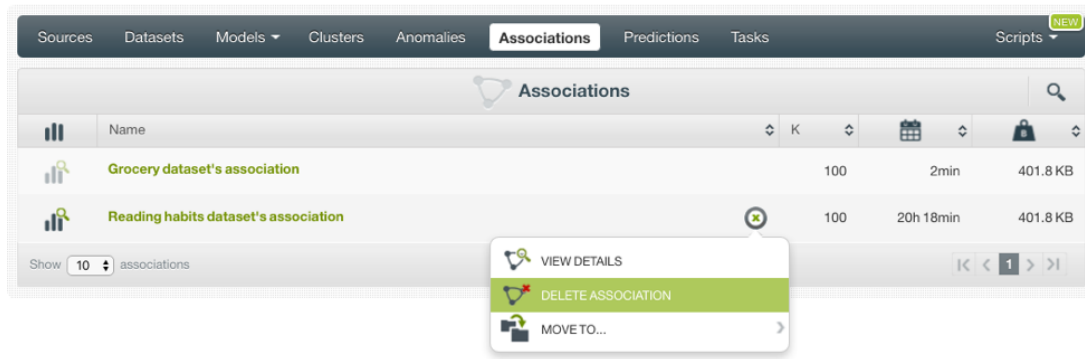 NEW
Sources Datasets Models Clusters Anomalies Associations Predictions Tasks Scripts
Associations
Name K
Grocery dataset's association 100 2min 401.8 KB
Reading habits dataset's association 100 20h 18min 401.8 KB
Show 10 associations 1
VIEW DETAILS
DELETE ASSOCIATION
MOVE TO...